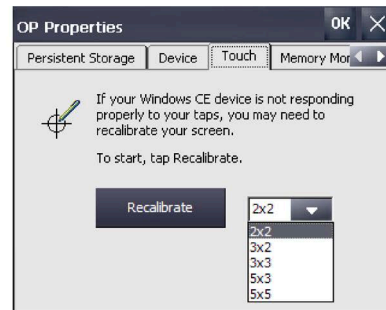 OP Properties OK
Persistent Storage Device Touch Memory Mor
If your Windows CE device is not responding
properly to your taps, you may need to
recalibrate your screen.
To start, tap Recalibrate.
Recalibrate 2x2
2x2
3x2
3x3
5x3
5x5